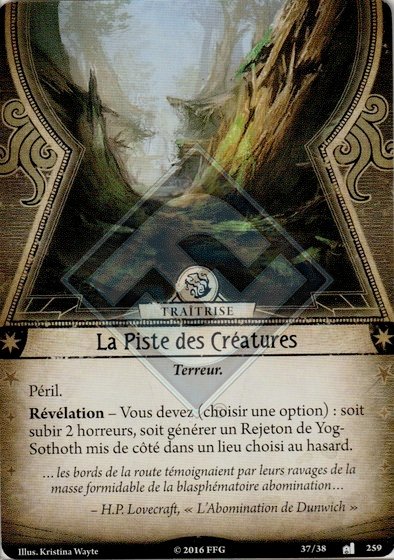 TRAÎTRISE
La Piste des Créatures
Terreur.
Péril.
Révélation – Vous devez (choisir une option) : soit
subir 2 horreurs, soit générer un Rejeton de Yog-
Sothoth mis de côté dans un lieu choisi au hasard.
…les bords de la route témoignaient par leurs ravages de la
masse formidable de la blasphématoire abomination…
– H.P. Lovecraft, « L'Abomination de Dunwich »
Illus. Kristina Wayte © 2016 FFG 37/38 259